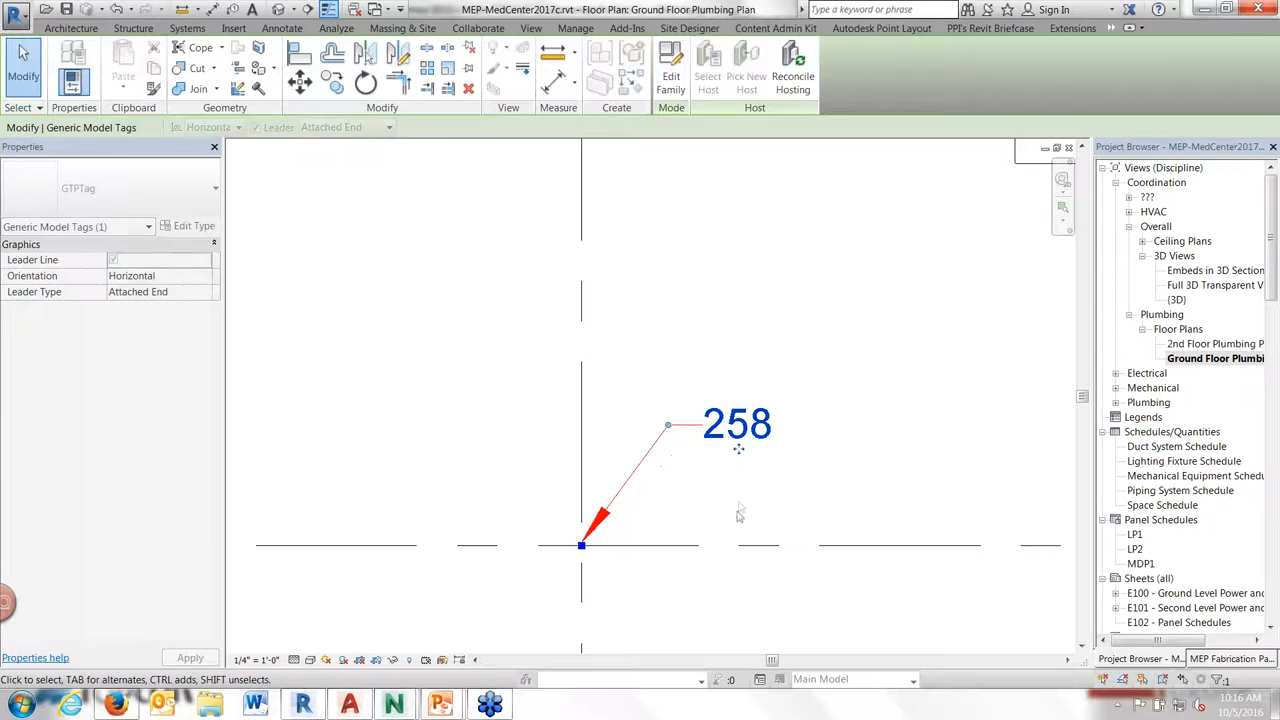 MEP-MedCenter2017c.rvt - Floor Plan: Ground Floor Plumbing Plan
Type a keyword or phrase
Sign In
Architecture Structure Systems Insert Annotate Analyze Massing & Site Collaborate View Manage Add-Ins Site Designer Content Admin Kit Autodesk Point Layout PPI's Revit Briefcase Extensions
Modify
Paste
Cope
Cut
Join
Edit Family
Select Host
Pick New Host
Reconcile Hosting
Select Properties Clipboard Geometry Modify View Measure Create Mode Host
Modify | Generic Model Tags Horizonta Leader Attached End
Properties
GTPTag
Generic Model Tags (1) Edit Type
Graphics
Leader Line
Orientation Horizontal
Leader Type Attached End
Properties help Apply
258
1/4" = 1'-0"
Project Browser - MEP-MedCenter2017...
Views (Discipline)
Coordination
???
HVAC
Overall
Ceiling Plans
3D Views
Embeds in 3D Section
Full 3D Transparent V
{3D}
Plumbing
Floor Plans
2nd Floor Plumbing P
Ground Floor Plumbi
Electrical
Mechanical
Plumbing
Legends
Schedules/Quantities
Duct System Schedule
Lighting Fixture Schedule
Mechanical Equipment Schedu
Piping System Schedule
Space Schedule
Panel Schedules
LP1
LP2
MDP1
Sheets (all)
E100 - Ground Level Power and
E101 - Second Level Power and
E102 - Panel Schedules
Project Browser - M... MEP Fabrication Pa...
Click to select, TAB for alternates, CTRL adds, SHIFT unselects.
:0
Main Model
:1
10:16 AM
10/5/2016